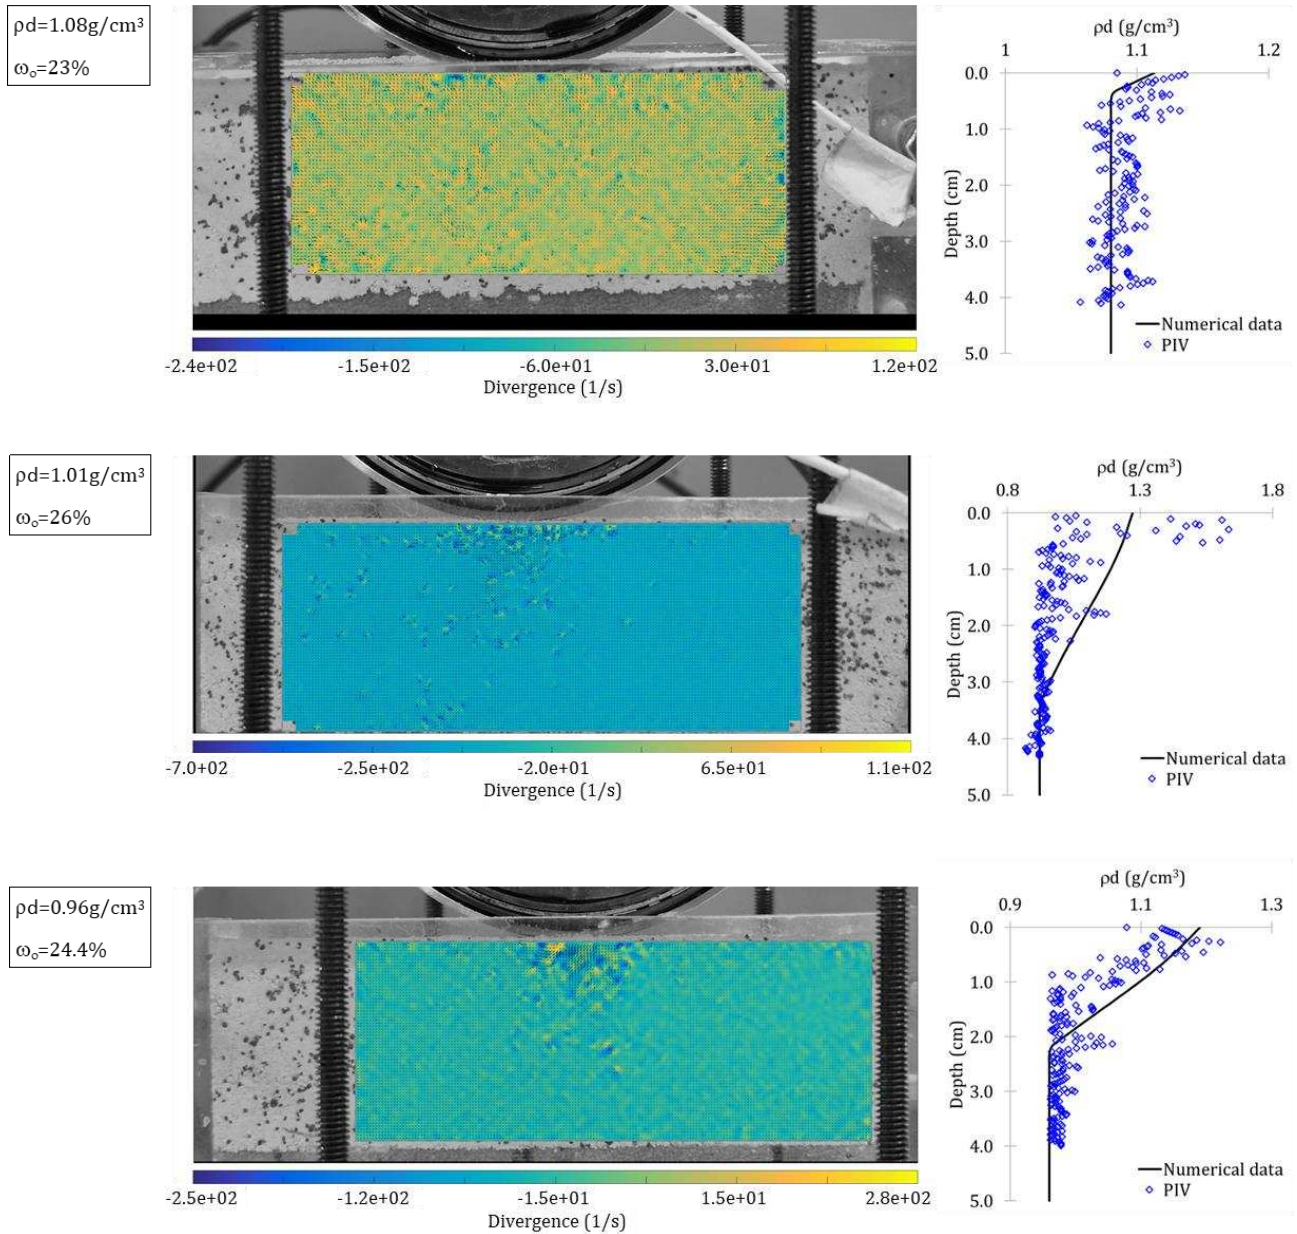 ρd=1.08g/cm³
ωₒ=23%
-2.4e+02 -1.5e+02 -6.0e+01 3.0e+01 1.2e+02
Divergence (1/s)
ρd (g/cm³)
1 1.1 1.2
0.0
1.0
2.0
3.0
4.0
5.0
Depth (cm)
Numerical data
PIV
ρd=1.01g/cm³
ωₒ=26%
-7.0+02 -2.5e+02 -2.0e+01 6.5e+01 1.1e+02
Divergence (1/s)
ρd (g/cm³)
0.8 1.3 1.8
0.0
1.0
2.0
3.0
4.0
5.0
Depth (cm)
Numerical data
PIV
ρd=0.96g/cm³
ωₒ=24.4%
-2.5e+02 -1.2e+02 -1.5e+01 1.5e+01 2.8e+02
Divergence (1/s)
ρd (g/cm³)
0.9 1.1 1.3
0.0
1.0
2.0
3.0
4.0
5.0
Depth (cm)
Numerical data
PIV